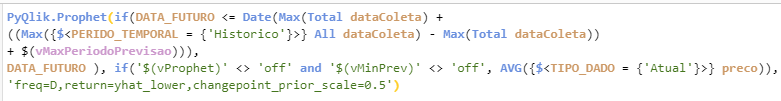 PyQlik.Prophet(if(DATA_FUTURO <= Date(Max(Total dataColeta) +
((Max({$<PERIDO_TEMPORAL = {'Historico'}>} All dataColeta) - Max(Total dataColeta))
+ $(vMaxPeriodoPrevisao))),
DATA_FUTURO ), if('$(vProphet)' <> 'off' and '$(vMinPrev)' <> 'off', AVG({$<TIPO_DADO = {'Atual'}>} preco)),
'freq=D,return=yhat_lower,changepoint_prior_scale=0.5')